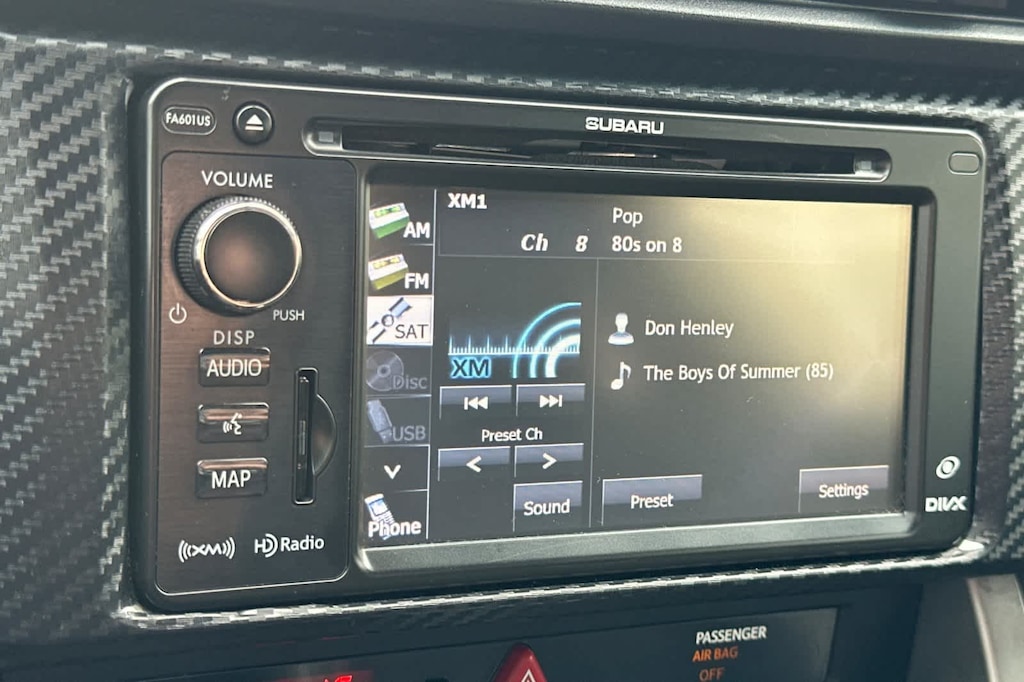 FA601US
SUBARU
VOLUME
PUSH
DISP
AUDIO
MAP
((XM))
HD Radio
AM
FM
SAT
Disc
USB
Phone
XM1
Pop
Ch 8 80s on 8
XM
Don Henley
The Boys Of Summer (85)
Preset Ch
< >
Sound
Preset
Settings
DIVX
PASSENGER
AIR BAG
OFF